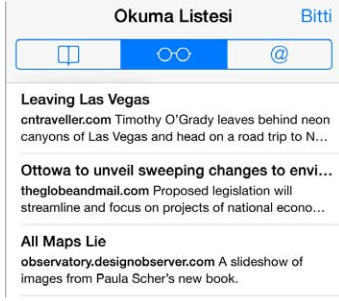 Okuma Listesi Bitti
@
Leaving Las Vegas
cntraveller.com Timothy O'Grady leaves behind neon
canyons of Las Vegas and head on a road trip to N...
Ottowa to unveil sweeping changes to envi...
theglobeandmail.com Proposed legislation will
streamline and focus on projects of national econo...
All Maps Lie
observatory.designobserver.com A slideshow of
images from Paula Scher's new book.